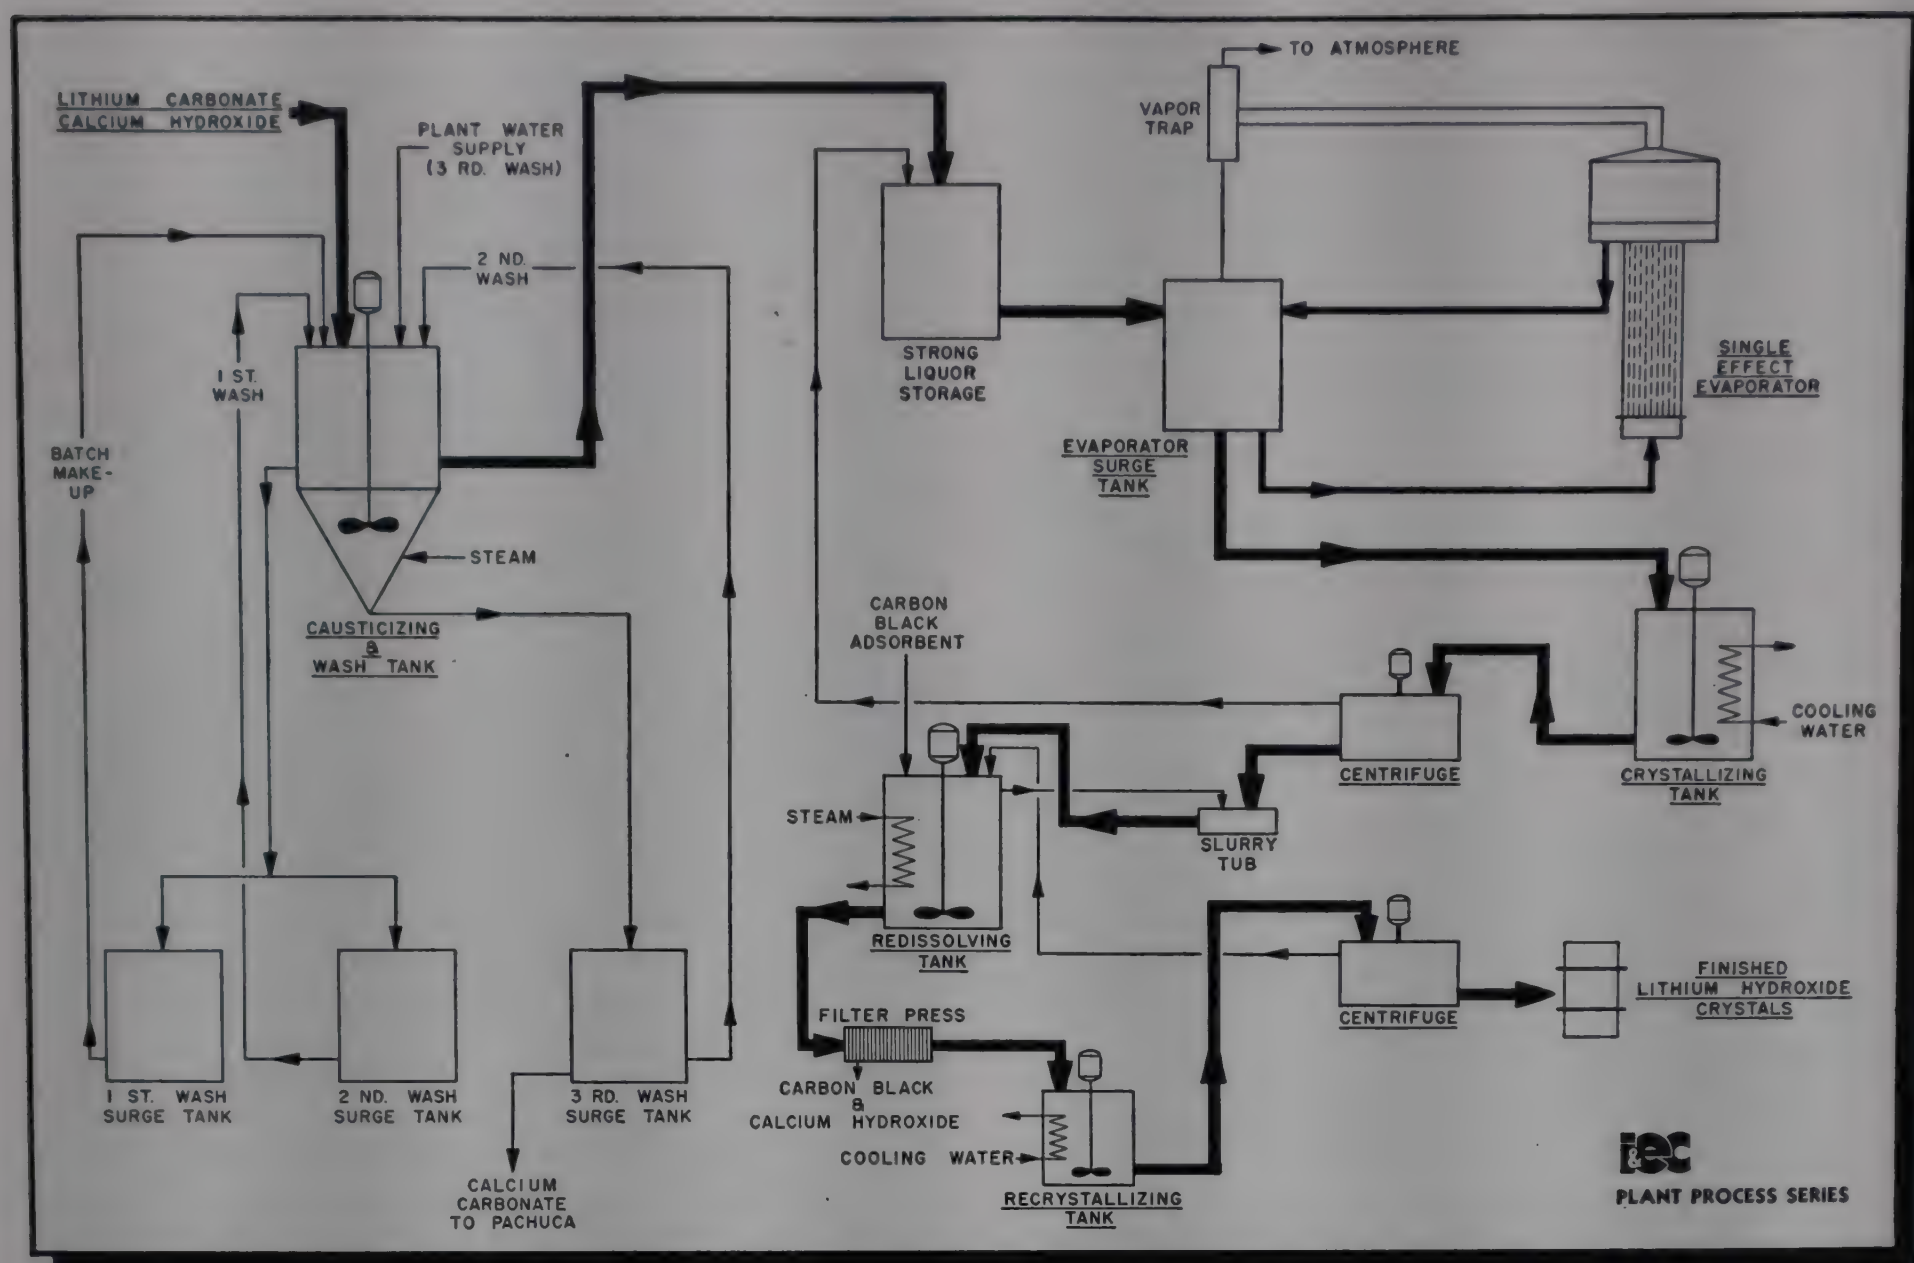 TO ATMOSPHERE
LITHIUM CARBONATE
CALCIUM HYDROXIDE
PLANT WATER
SUPPLY
(3 RD. WASH)
VAPOR
TRAP
2 ND.
WASH
1 ST.
WASH
STRONG
LIQUOR
STORAGE
SINGLE
EFFECT
EVAPORATOR
BATCH
MAKE-
UP
EVAPORATOR
SURGE
TANK
STEAM
CAUSTICIZING
&
WASH TANK
CARBON
BLACK
ADSORBENT
COOLING
WATER
CENTRIFUGE
CRYSTALLIZING
TANK
STEAM
SLURRY
TUB
REDISSOLVING
TANK
FINISHED
LITHIUM HYDROXIDE
CRYSTALS
CENTRIFUGE
FILTER PRESS
CARBON BLACK
&
CALCIUM HYDROXIDE
1 ST. WASH
SURGE TANK
2 ND. WASH
SURGE TANK
3 RD. WASH
SURGE TANK
COOLING WATER
CALCIUM
CARBONATE
TO PACHUCA
RECRYSTALLIZING
TANK
i&ec
PLANT PROCESS SERIES